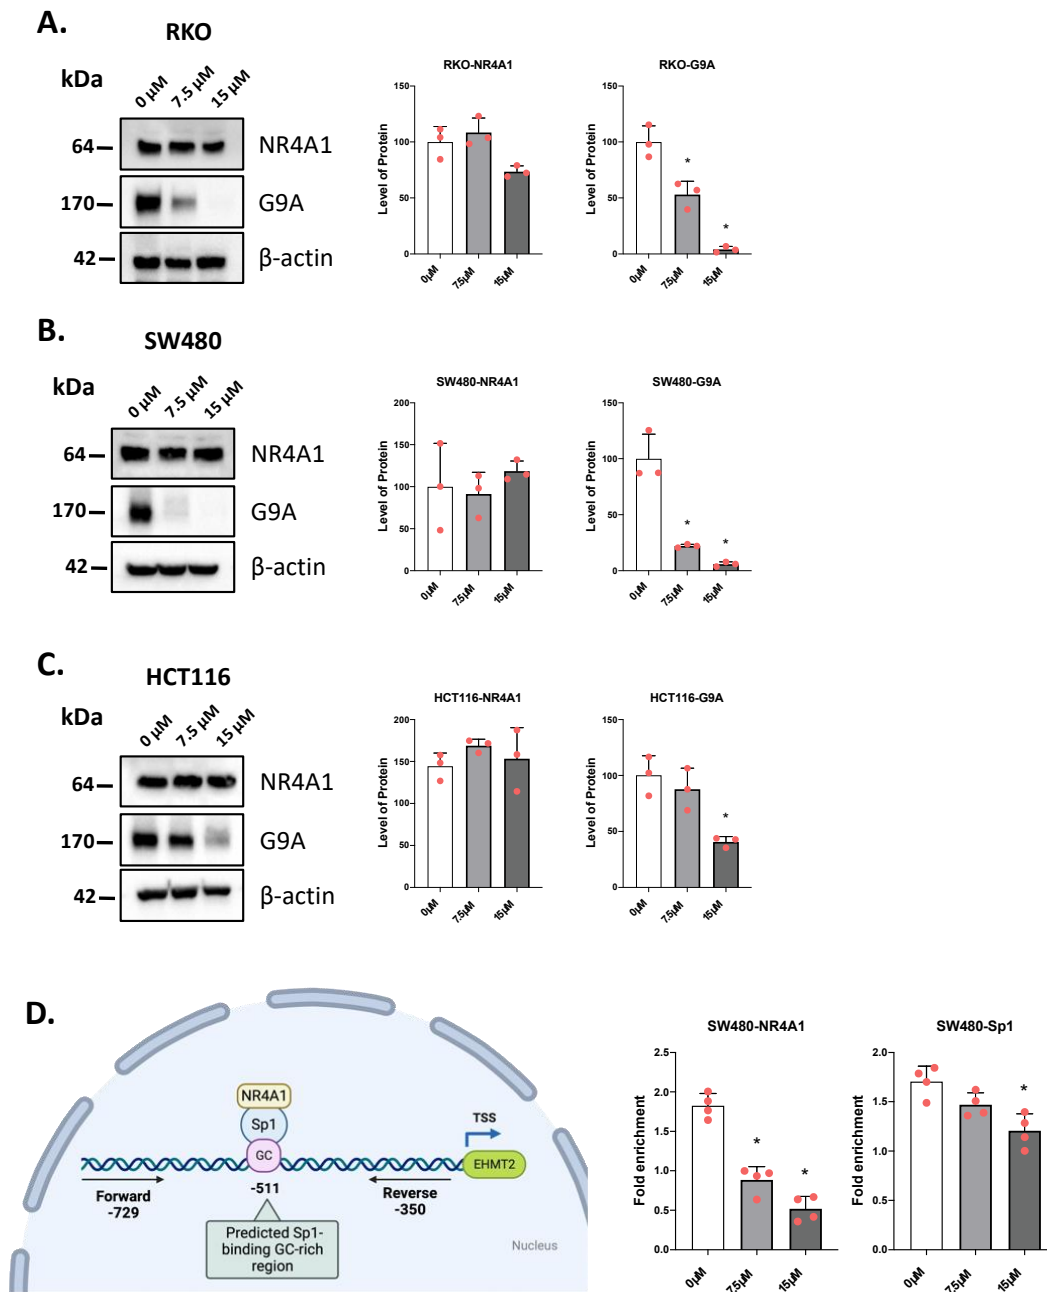 A.
RKO
kDa
0 µM 7.5 µM 15 µM
64 NR4A1
170 G9A
42 β-actin
RKO-NR4A1
Level of Protein
150
100
50
0
0µM 7.5µM 15µM
RKO-G9A
Level of Protein
150
100
50
0
* *
0µM 7.5µM 15µM
B.
SW480
kDa
0 µM 7.5 µM 15 µM
64 NR4A1
170 G9A
42 β-actin
SW480-NR4A1
Level of Protein
200
150
100
50
0
0µM 7.5µM 15µM
SW480-G9A
Level of Protein
150
100
50
0
* *
0µM 7.5µM 15µM
C.
HCT116
kDa
0 µM 7.5 µM 15 µM
64 NR4A1
170 G9A
42 β-actin
HCT116-NR4A1
Level of Protein
200
150
100
50
0
0µM 7.5µM 15µM
HCT116-G9A
Level of Protein
150
100
50
0
*
0µM 7.5µM 15µM
D.
NR4A1
Sp1
GC
TSS
EHMT2
Forward
-729
-511
Reverse
-350
Predicted Sp1-
binding GC-rich
region
Nucleus
SW480-NR4A1
Fold enrichment
2.5
2.0
1.5
1.0
0.5
0.0
* *
0µM 7.5µM 15µM
SW480-Sp1
Fold enrichment
2.0
1.5
1.0
0.5
0.0
*
0µM 7.5µM 15µM